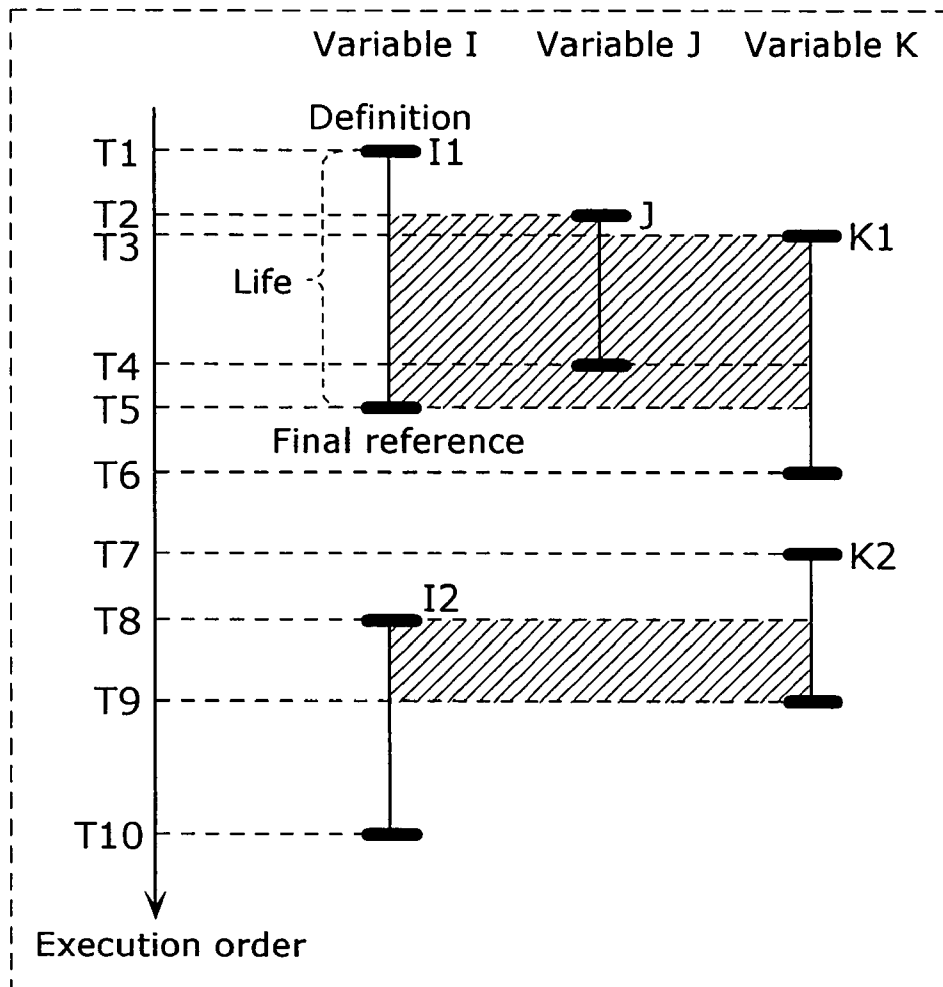 Variable I Variable J Variable K
Definition
T1 I1
T2 J
T3 K1
Life
T4
T5
Final reference
T6
T7 K2
I2
T8
T9
T10
Execution order